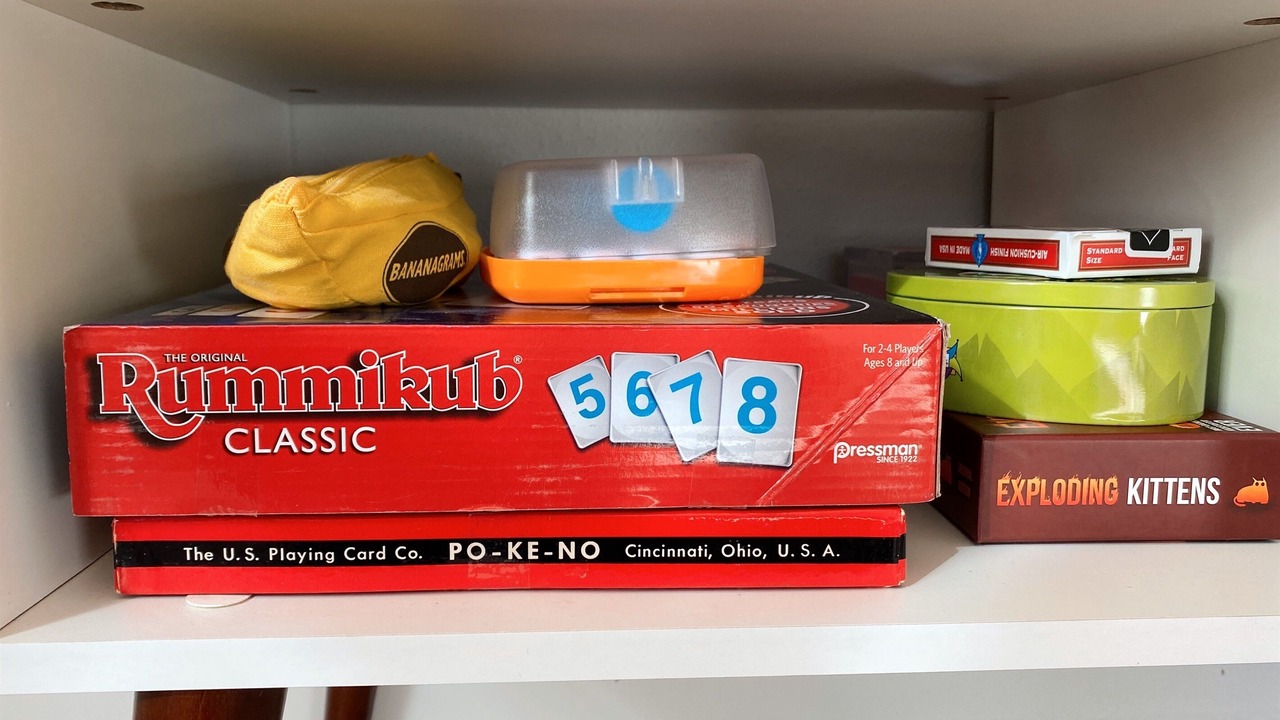 BANANAGRAMS
THE ORIGINAL
Rummikub®
CLASSIC
5 6 7 8
For 2-4 Players
Ages 8 and Up
Pressman®
SINCE 1922
The U.S. Playing Card Co. PO-KE-NO Cincinnati, Ohio, U. S. A.
MADE IN USA
AIR-CUSHION FINISH
STANDARD
SIZE
FACE
EXPLODING KITTENS